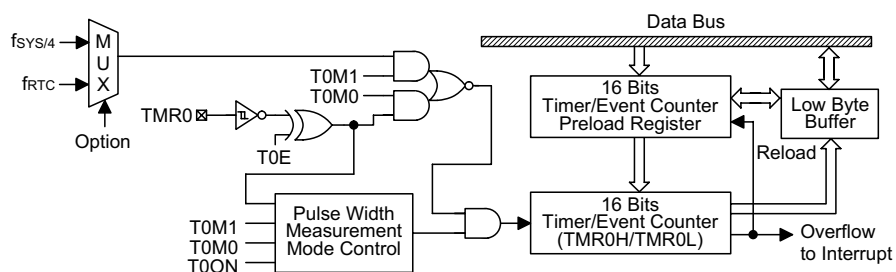 Data Bus
fSYS/4
fRTC
M
U
X
Option
T0M1
T0M0
TMR0
T0E
16 Bits
Timer/Event Counter
Preload Register
Low Byte
Buffer
Reload
T0M1
T0M0
T0ON
Pulse Width
Measurement
Mode Control
16 Bits
Timer/Event Counter
(TMR0H/TMR0L)
Overflow
to Interrupt